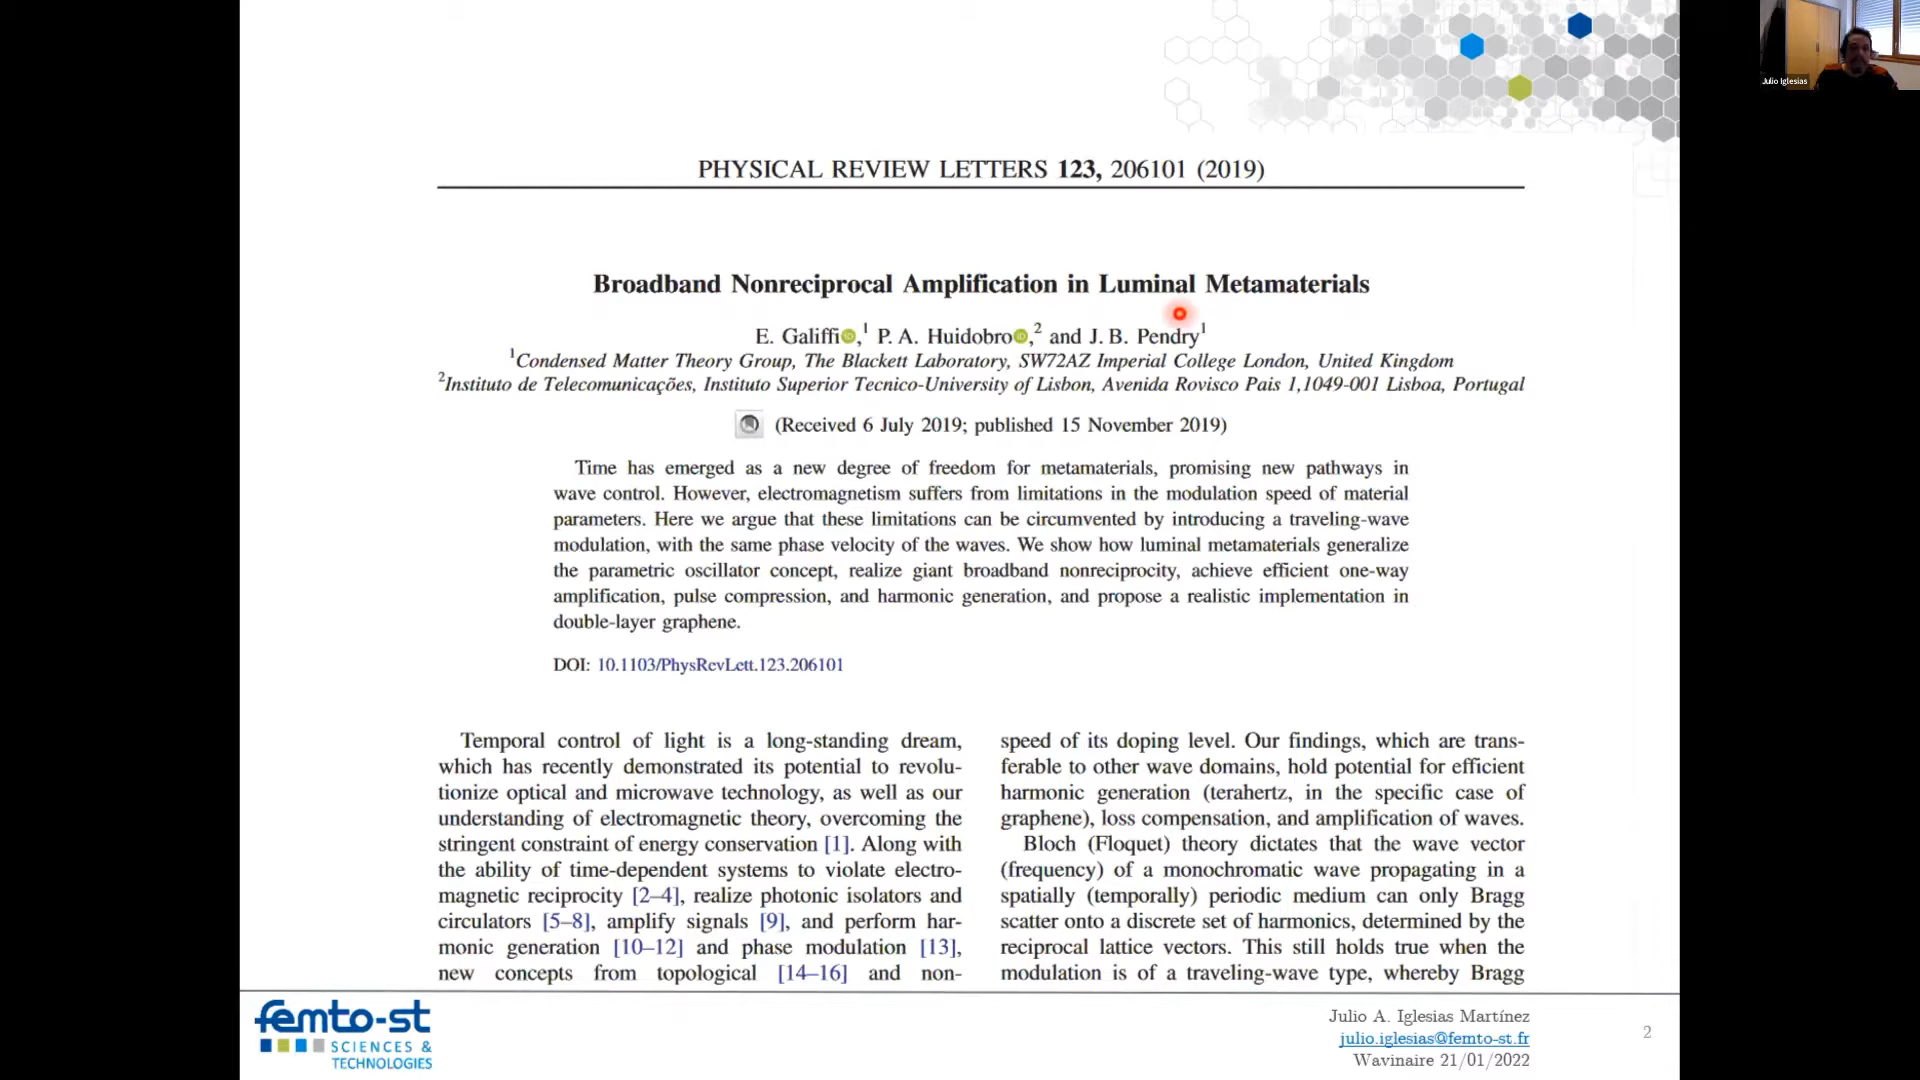 Julio Iglesias
PHYSICAL REVIEW LETTERS 123, 206101 (2019)
Broadband Nonreciprocal Amplification in Luminal Metamaterials
E. Galiffi,1 P. A. Huidobro,2 and J. B. Pendry1
1Condensed Matter Theory Group, The Blackett Laboratory, SW72AZ Imperial College London, United Kingdom
2Instituto de Telecomunicações, Instituto Superior Tecnico-University of Lisbon, Avenida Rovisco Pais 1,1049-001 Lisboa, Portugal
(Received 6 July 2019; published 15 November 2019)
Time has emerged as a new degree of freedom for metamaterials, promising new pathways in
wave control. However, electromagnetism suffers from limitations in the modulation speed of material
parameters. Here we argue that these limitations can be circumvented by introducing a traveling-wave
modulation, with the same phase velocity of the waves. We show how luminal metamaterials generalize
the parametric oscillator concept, realize giant broadband nonreciprocity, achieve efficient one-way
amplification, pulse compression, and harmonic generation, and propose a realistic implementation in
double-layer graphene.
DOI: 10.1103/PhysRevLett.123.206101
Temporal control of light is a long-standing dream,
which has recently demonstrated its potential to revolu-
tionize optical and microwave technology, as well as our
understanding of electromagnetic theory, overcoming the
stringent constraint of energy conservation [1]. Along with
the ability of time-dependent systems to violate electro-
magnetic reciprocity [2–4], realize photonic isolators and
circulators [5–8], amplify signals [9], and perform har-
monic generation [10–12] and phase modulation [13],
new concepts from topological [14–16] and non-
speed of its doping level. Our findings, which are trans-
ferable to other wave domains, hold potential for efficient
harmonic generation (terahertz, in the specific case of
graphene), loss compensation, and amplification of waves.
Bloch (Floquet) theory dictates that the wave vector
(frequency) of a monochromatic wave propagating in a
spatially (temporally) periodic medium can only Bragg
scatter onto a discrete set of harmonics, determined by the
reciprocal lattice vectors. This still holds true when the
modulation is of a traveling-wave type, whereby Bragg
femto-st
SCIENCES &
TECHNOLOGIES
Julio A. Iglesias Martínez
julio.iglesias@femto-st.fr
Wavinaire 21/01/2022
2